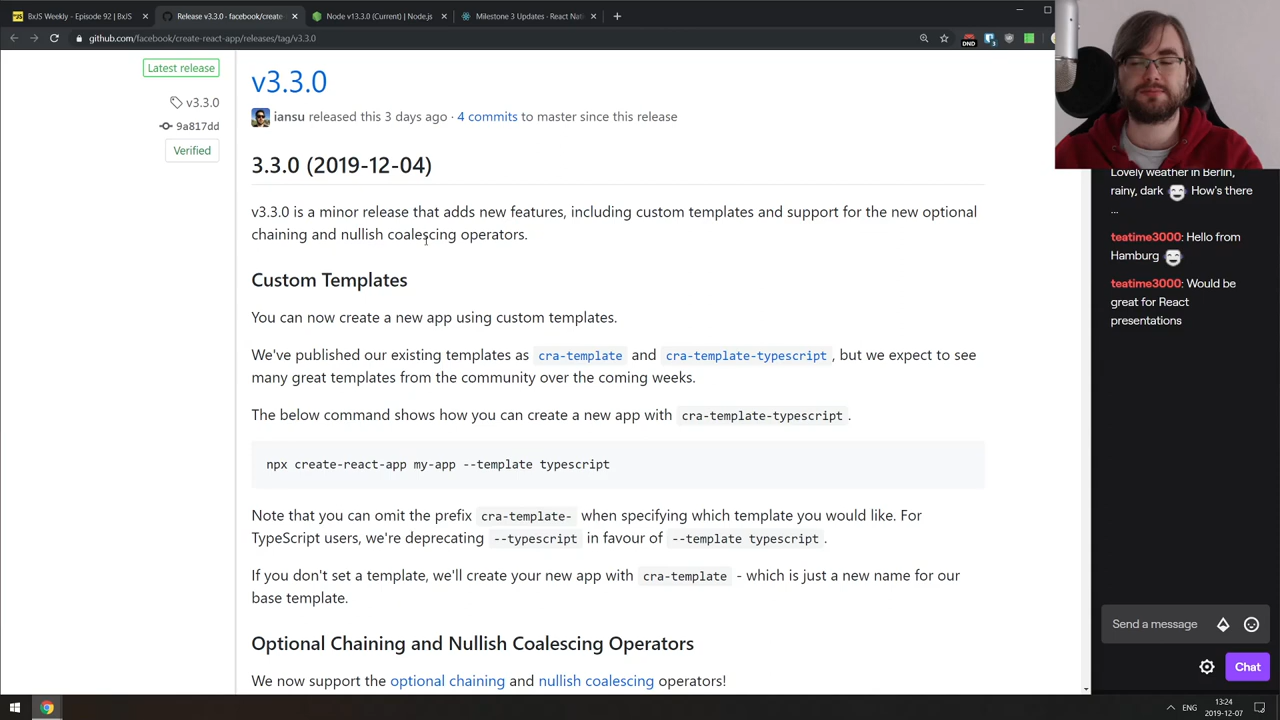 BxJS Weekly - Episode 92 | BxJS
Release v3.3.0 · facebook/create-
Node v13.3.0 (Current) | Node.js
Milestone 3 Updates · React Nat
github.com/facebook/create-react-app/releases/tag/v3.3.0
DND
3
Latest release
v3.3.0
9a817dd
Verified
v3.3.0
iansu released this 3 days ago · 4 commits to master since this release
3.3.0 (2019-12-04)
v3.3.0 is a minor release that adds new features, including custom templates and support for the new optional
chaining and nullish coalescing operators.
Custom Templates
You can now create a new app using custom templates.
We've published our existing templates as cra-template and cra-template-typescript , but we expect to see
many great templates from the community over the coming weeks.
The below command shows how you can create a new app with cra-template-typescript .
npx create-react-app my-app --template typescript
Note that you can omit the prefix cra-template- when specifying which template you would like. For
TypeScript users, we're deprecating --typescript in favour of --template typescript .
If you don't set a template, we'll create your new app with cra-template - which is just a new name for our
base template.
Optional Chaining and Nullish Coalescing Operators
We now support the optional chaining and nullish coalescing operators!
Lovely weather in Berlin,
rainy, dark How's there
...
teatime3000: Hello from
Hamburg
teatime3000: Would be
great for React
presentations
Send a message
Chat
ENG
13:24
2019-12-07